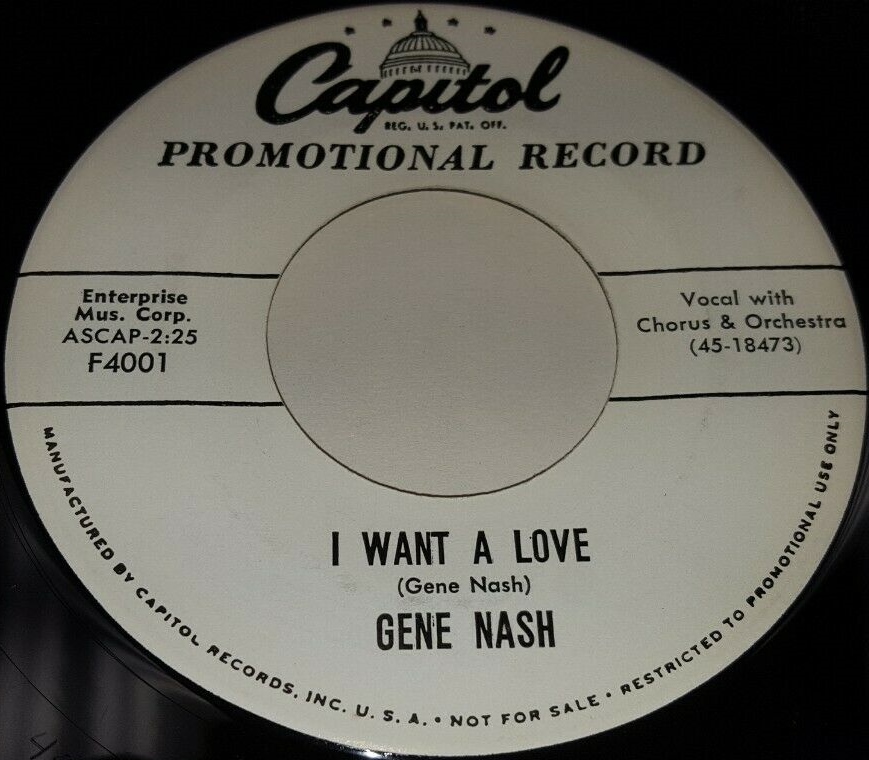 Capitol
REG. U. S. PAT. OFF.
PROMOTIONAL RECORD
Enterprise
Mus. Corp.
ASCAP-2:25
F4001
Vocal with
Chorus & Orchestra
(45-18473)
I WANT A LOVE
(Gene Nash)
GENE NASH
MANUFACTURED BY CAPITOL RECORDS, INC. U. S. A. • NOT FOR SALE • RESTRICTED TO PROMOTIONAL USE ONLY